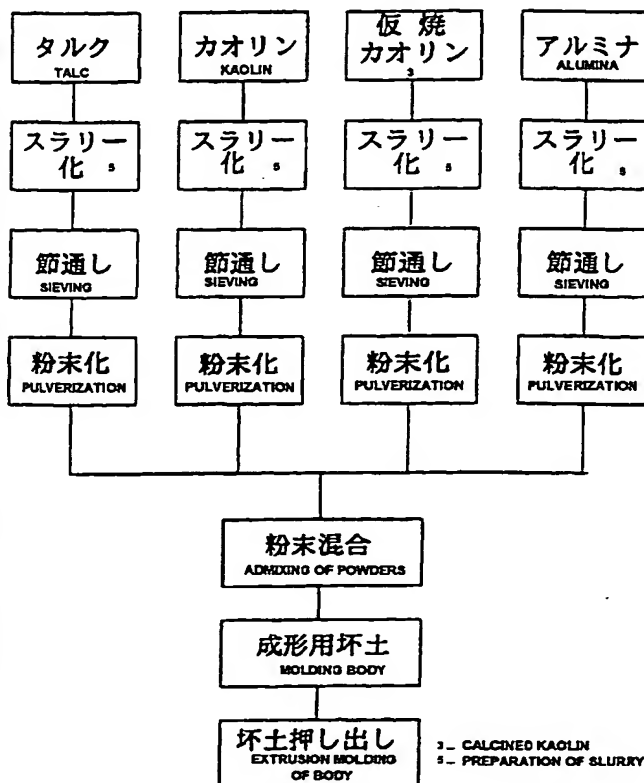 タルク
TALC
カオリン
KAOLIN
仮焼
カオリン
3
アルミナ
ALUMINA
スラリー
化 5
スラリー
化 5
スラリー
化 5
スラリー
化 5
節通し
SIEVING
節通し
SIEVING
節通し
SIEVING
節通し
SIEVING
粉末化
PULVERIZATION
粉末化
PULVERIZATION
粉末化
PULVERIZATION
粉末化
PULVERIZATION
粉末混合
ADMIXING OF POWDERS
成形用坏土
MOLDING BODY
坏土押し出し
EXTRUSION MOLDING
OF BODY
3 – CALCINED KAOLIN
5 – PREPARATION OF SLURRY